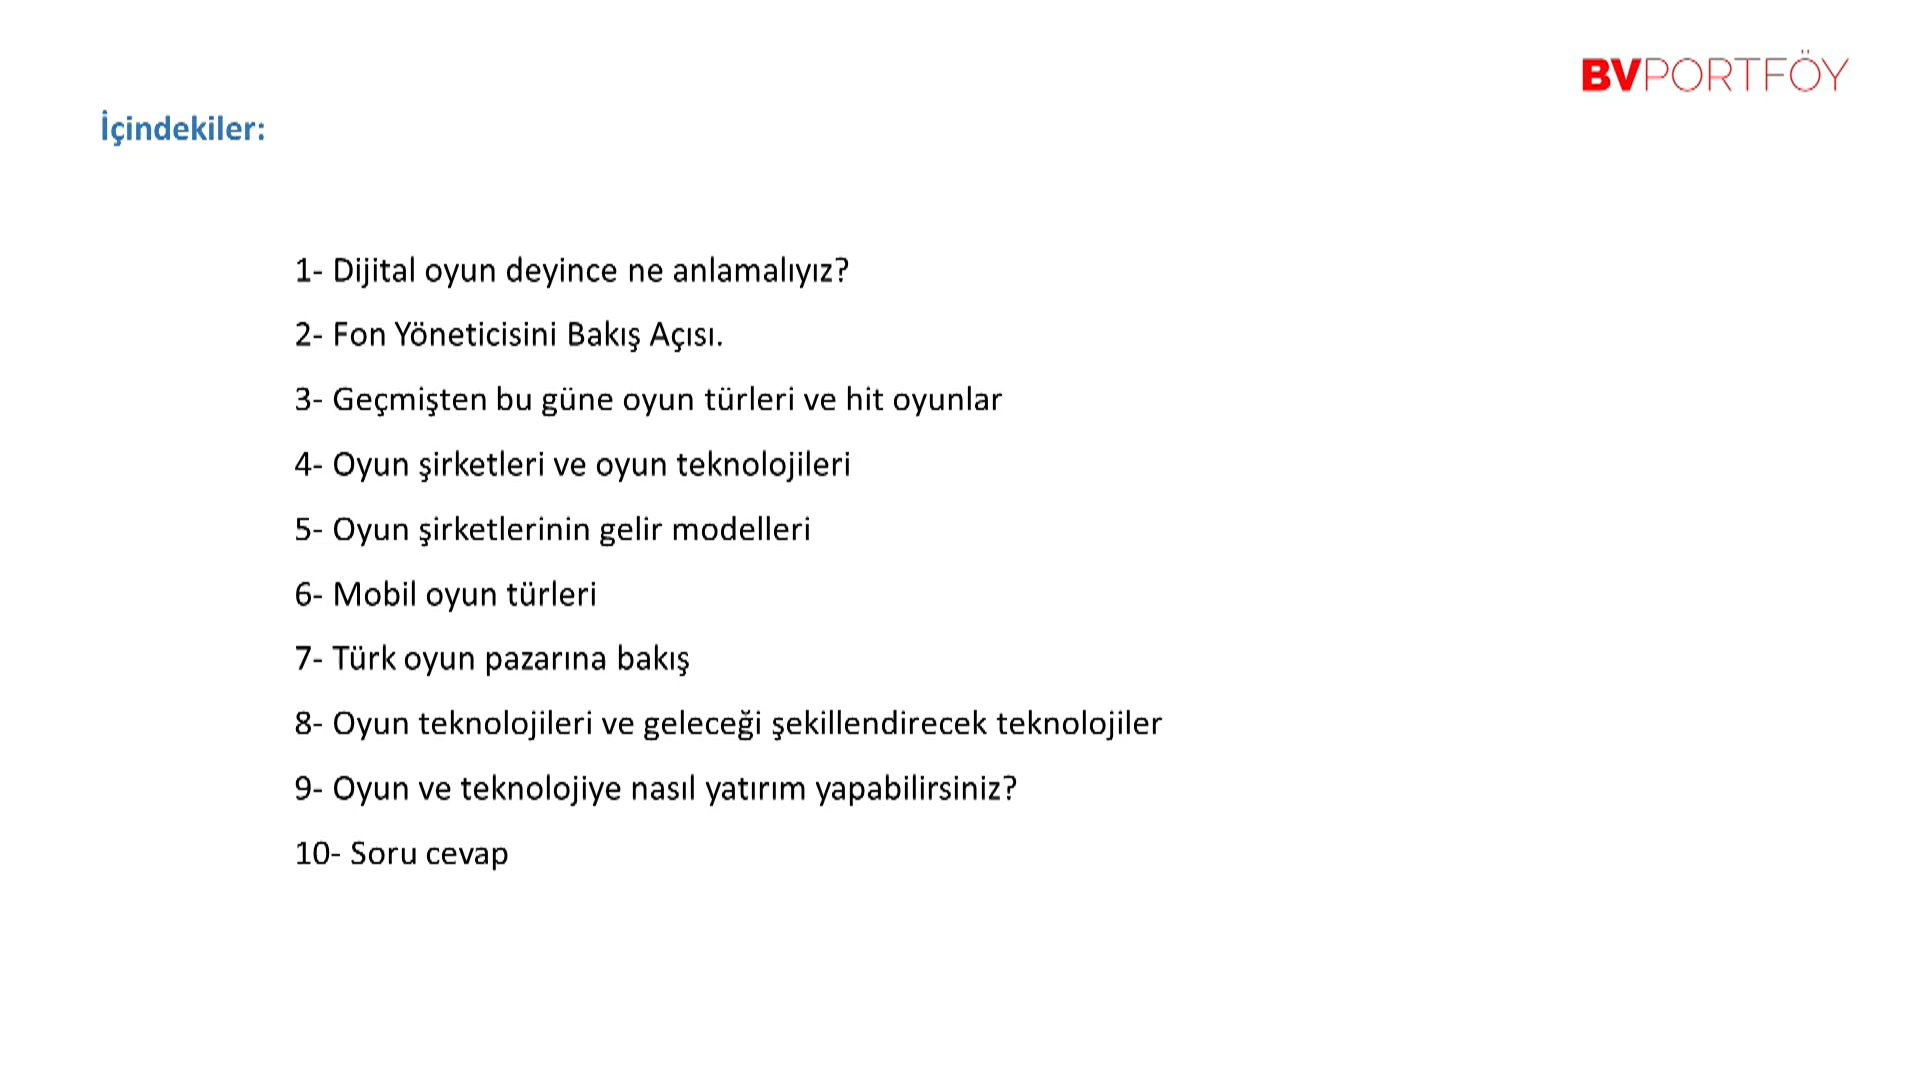 BVPORTFÖY
İçindekiler:
1- Dijital oyun deyince ne anlamalıyız?
2- Fon Yöneticisini Bakış Açısı.
3- Geçmişten bu güne oyun türleri ve hit oyunlar
4- Oyun şirketleri ve oyun teknolojileri
5- Oyun şirketlerinin gelir modelleri
6- Mobil oyun türleri
7- Türk oyun pazarına bakış
8- Oyun teknolojileri ve geleceği şekillendirecek teknolojiler
9- Oyun ve teknolojiye nasıl yatırım yapabilirsiniz?
10- Soru cevap